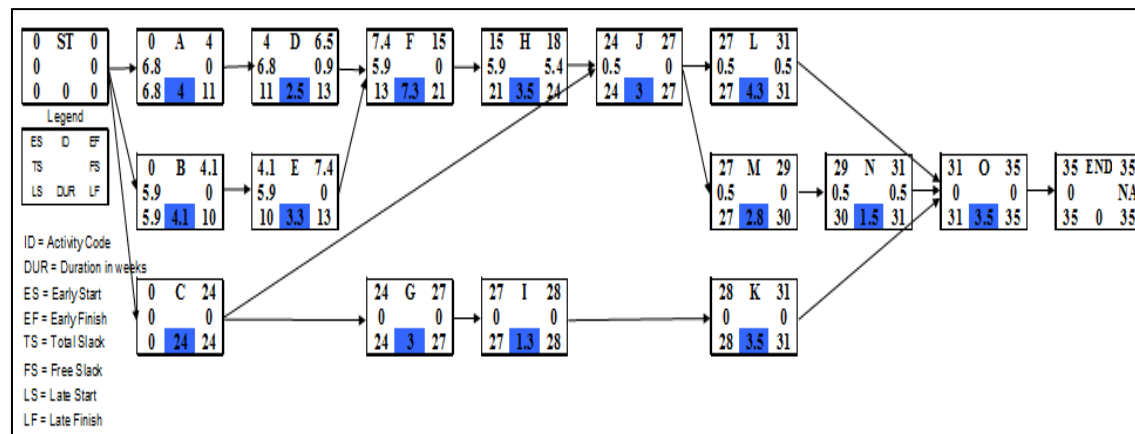 0 ST 0
0 0
0 0 0
0 A 4
6.8 0
6.8 4 11
4 D 6.5
6.8 0.9
11 2.5 13
7.4 F 15
5.9 0
13 7.3 21
15 H 18
5.9 5.4
21 3.5 24
24 J 27
0.5 0
24 3 27
27 L 31
0.5 0.5
27 4.3 31
Legend
ES ID EF
TS FS
LS DUR LF
0 B 4.1
5.9 0
5.9 4.1 10
4.1 E 7.4
5.9 0
10 3.3 13
27 M 29
0.5 0
27 2.8 30
29 N 31
0.5 0.5
30 1.5 31
31 O 35
0 0
31 3.5 35
35 END 35
0 NA
35 0 35
ID = Activity Code
DUR = Duration in weeks
ES = Early Start
EF = Early Finish
TS = Total Slack
FS = Free Slack
LS = Late Start
LF = Late Finish
0 C 24
0 0
0 24 24
24 G 27
0 0
24 3 27
27 I 28
0 0
27 1.3 28
28 K 31
0 0
28 3.5 31